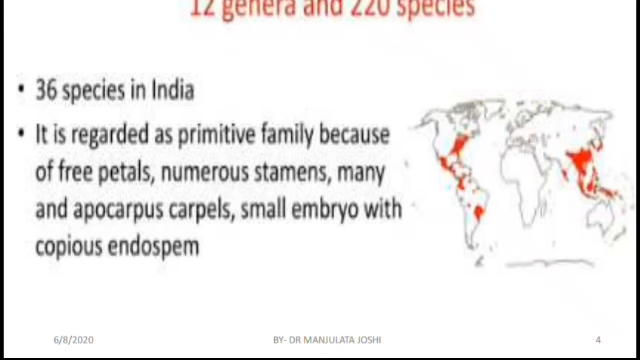 12 genera and 220 species
• 36 species in India
• It is regarded as primitive family because
of free petals, numerous stamens, many
and apocarpus carpels, small embryo with
copious endospem
6/8/2020
BY- DR MANJULATA JOSHI
4